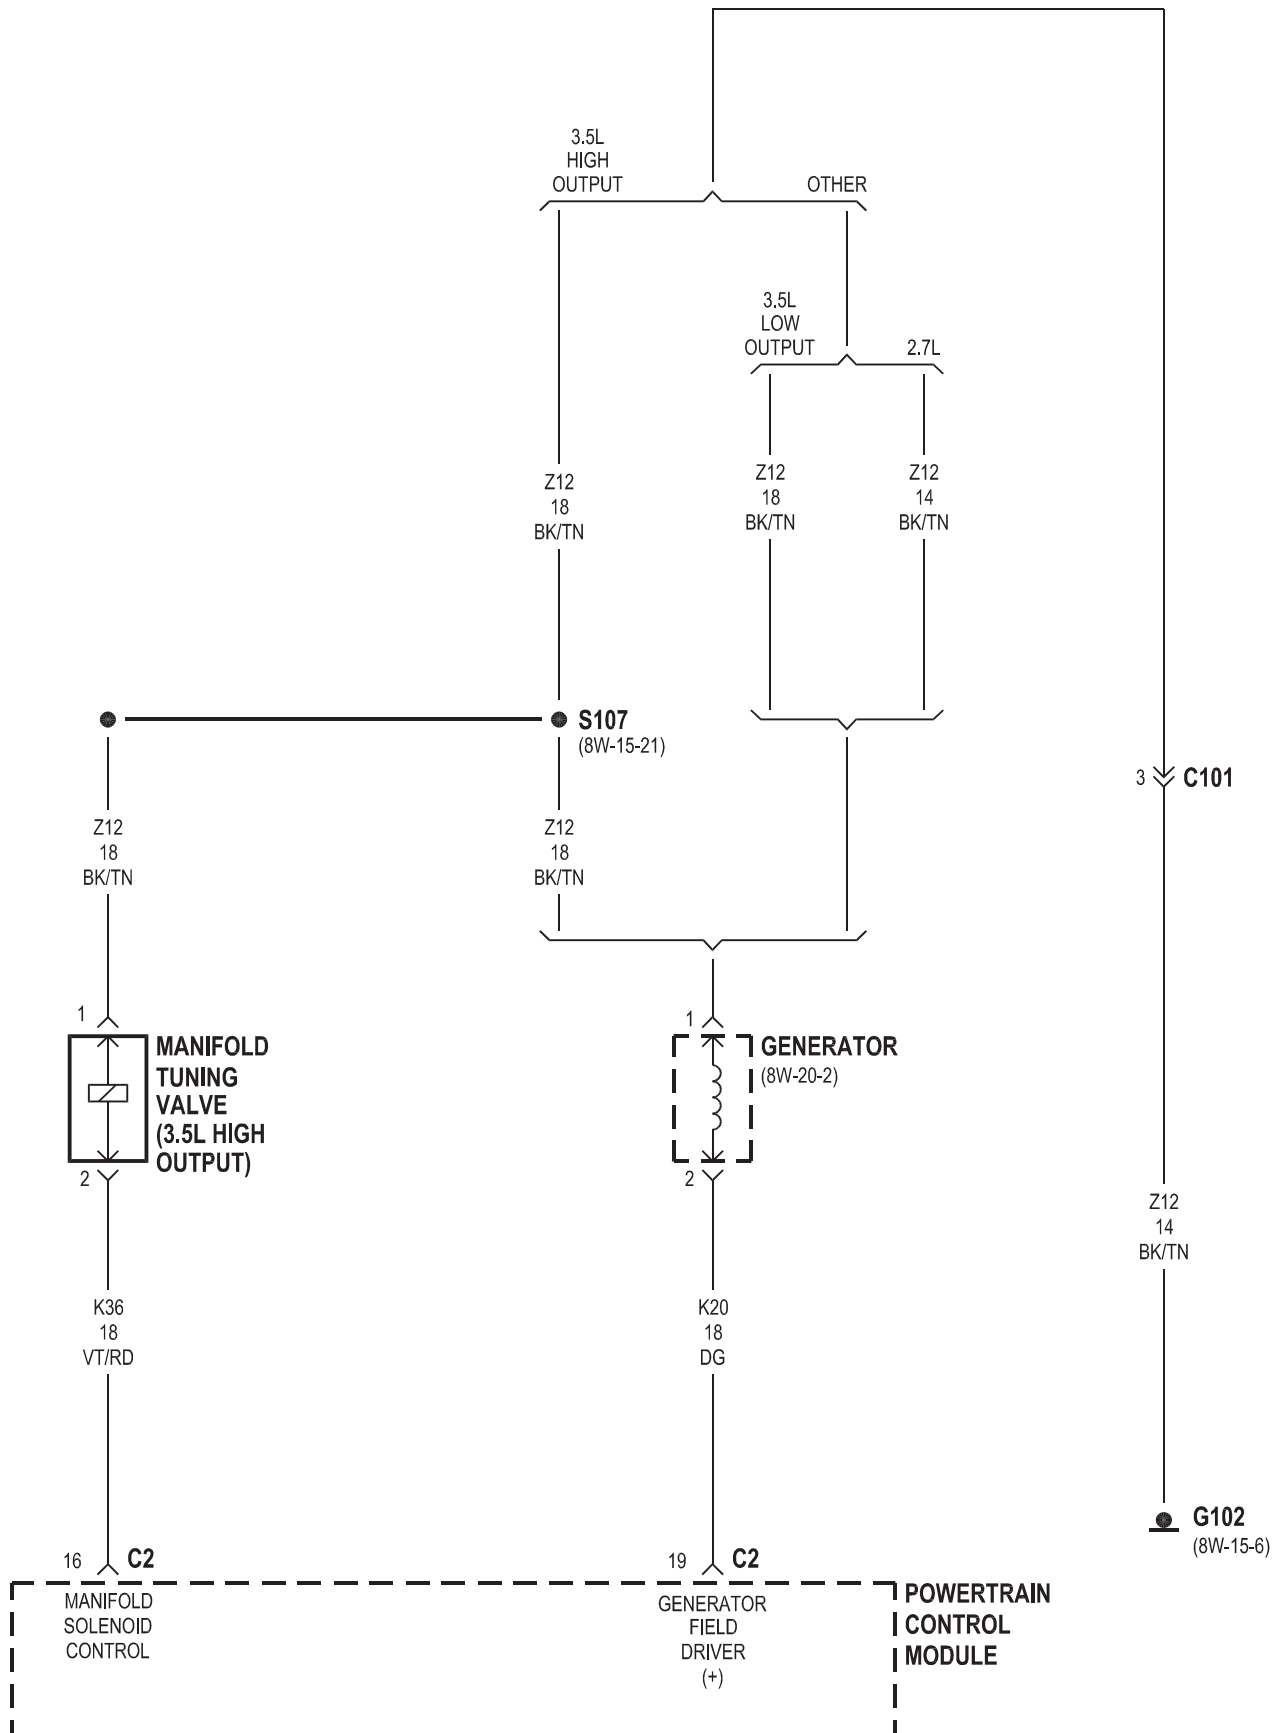 3.5L
HIGH
OUTPUT
OTHER
3.5L
LOW
OUTPUT
2.7L
Z12
18
BK/TN
Z12
18
BK/TN
Z12
14
BK/TN
S107
(8W-15-21)
3
C101
Z12
18
BK/TN
Z12
18
BK/TN
1
MANIFOLD
TUNING
VALVE
(3.5L HIGH
OUTPUT)
2
1
GENERATOR
(8W-20-2)
2
Z12
14
BK/TN
K36
18
VT/RD
K20
18
DG
G102
(8W-15-6)
16
C2
19
C2
MANIFOLD
SOLENOID
CONTROL
GENERATOR
FIELD
DRIVER
(+)
POWERTRAIN
CONTROL
MODULE